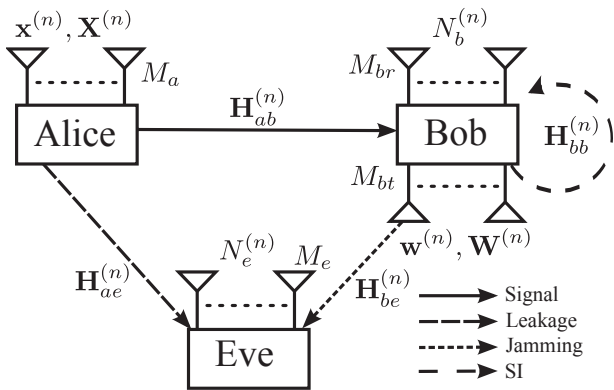 𝐱⁽ⁿ⁾, 𝐗⁽ⁿ⁾
N_b⁽ⁿ⁾
M_a
M_br
𝐇_ab⁽ⁿ⁾
Alice
Bob
𝐇_bb⁽ⁿ⁾
M_bt
𝐰⁽ⁿ⁾, 𝐖⁽ⁿ⁾
N_e⁽ⁿ⁾
M_e
𝐇_ae⁽ⁿ⁾
𝐇_be⁽ⁿ⁾
Eve
Signal
Leakage
Jamming
SI